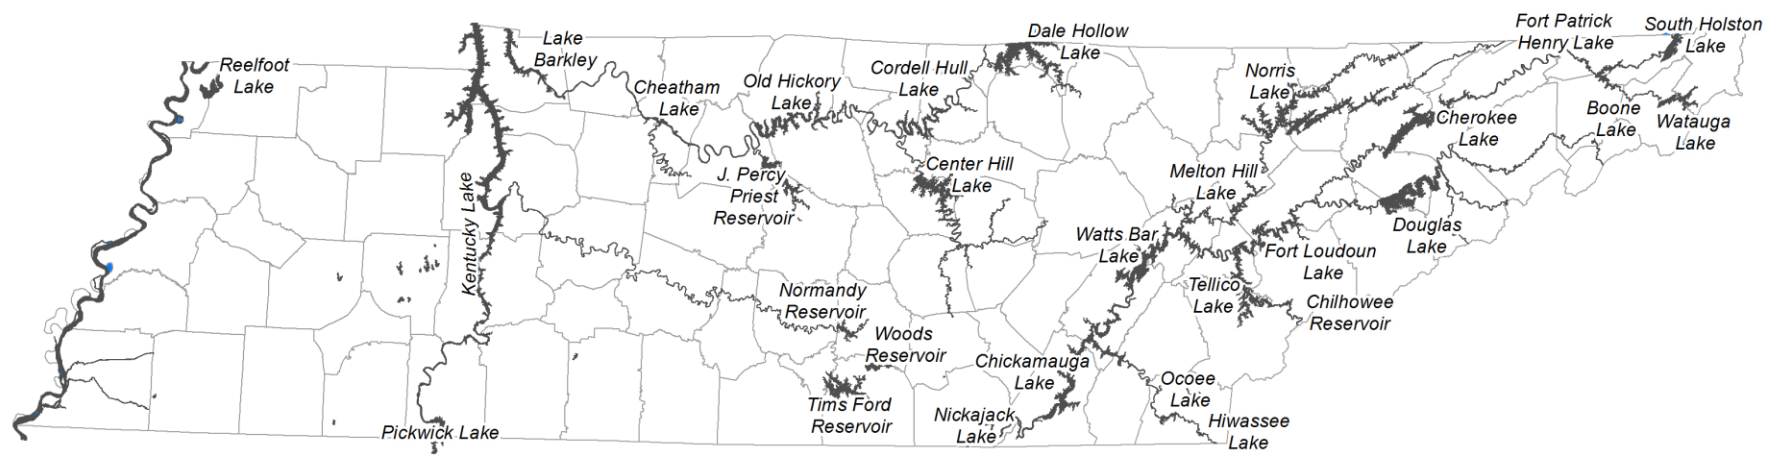 Reelfoot
Lake
Lake
Barkley
Kentucky Lake
Pickwick Lake
Cheatham
Lake
Old Hickory
Lake
J. Percy
Priest
Reservoir
Cordell Hull
Lake
Dale Hollow
Lake
Center Hill
Lake
Normandy
Reservoir
Woods
Reservoir
Tims Ford
Reservoir
Nickajack
Lake
Chickamauga
Lake
Ocoee
Lake
Hiwassee
Lake
Watts Bar
Lake
Melton Hill
Lake
Norris
Lake
Tellico
Lake
Fort Loudoun
Lake
Chilhowee
Reservoir
Douglas
Lake
Cherokee
Lake
Fort Patrick
Henry Lake
Boone
Lake
South Holston
Lake
Watauga
Lake